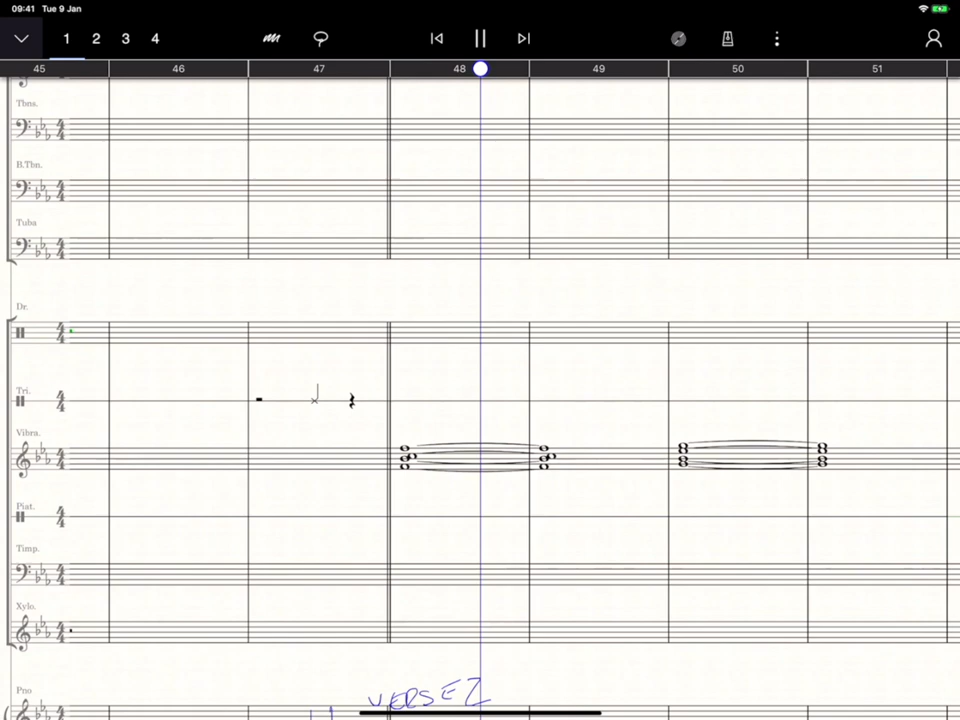 09:41 Tue 9 Jan
1 2 3 4
45 46 47 48 49 50 51
Tbns.
B.Tbn.
Tuba
Dr.
Tri.
Vibra.
Piat.
Timp.
Xylo.
VERSE 2
Pno